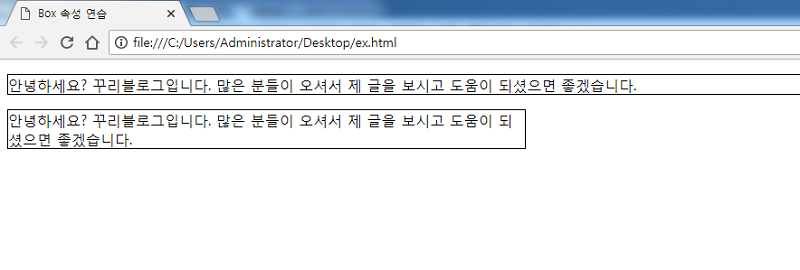 Box 속성 연습
file:///C:/Users/Administrator/Desktop/ex.html
안녕하세요? 꾸리블로그입니다. 많은 분들이 오셔서 제 글을 보시고 도움이 되셨으면 좋겠습니다.
안녕하세요? 꾸리블로그입니다. 많은 분들이 오셔서 제 글을 보시고 도움이 되
셨으면 좋겠습니다.